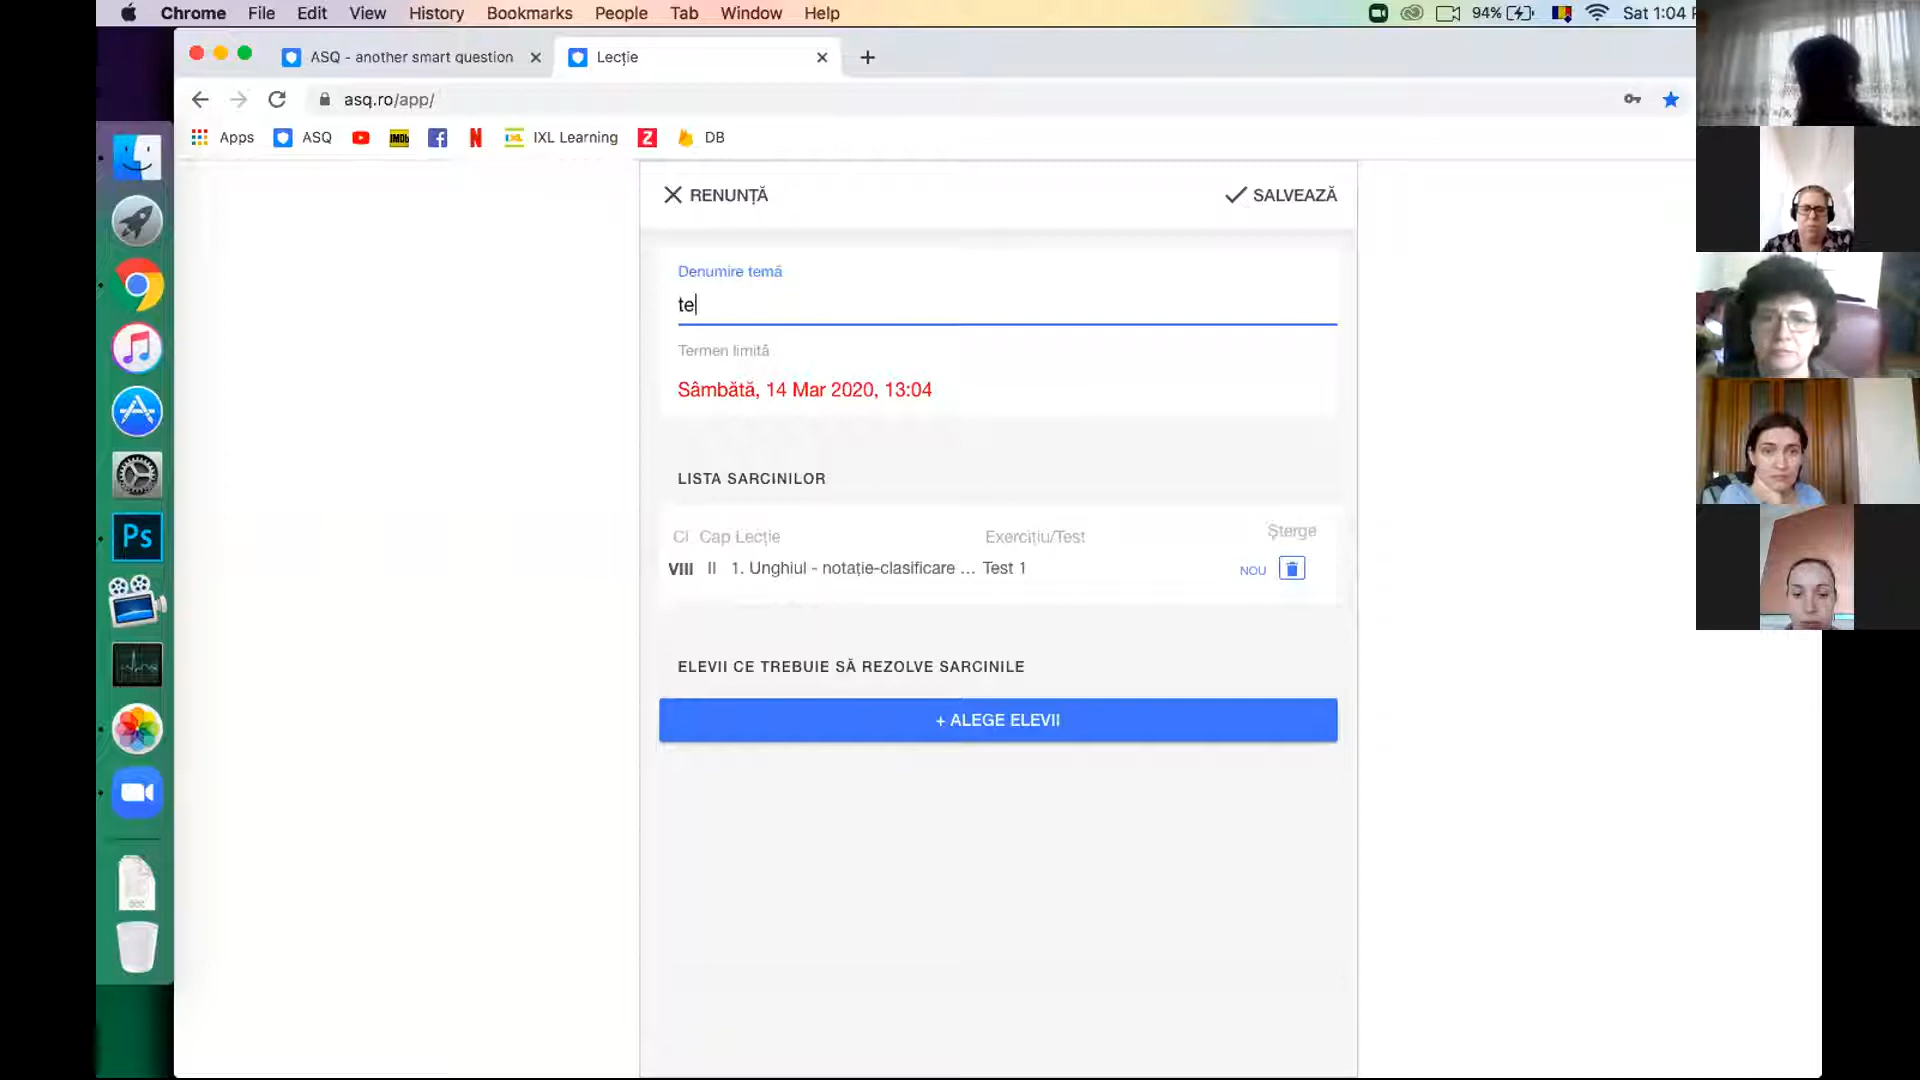 Chrome File Edit View History Bookmarks People Tab Window Help 94% Sat 1:04
ASQ - another smart question Lecție
asq.ro/app/
Apps ASQ IMDb N IXL Learning Z DB
RENUNȚĂ SALVEAZĂ
Denumire temă
te
Termen limită
Sâmbătă, 14 Mar 2020, 13:04
LISTA SARCINILOR
Cl Cap Lecție Exercițiu/Test Șterge
VIII II 1. Unghiul - notație-clasificare ... Test 1 NOU
ELEVII CE TREBUIE SĂ REZOLVE SARCINILE
+ ALEGE ELEVII
Ps